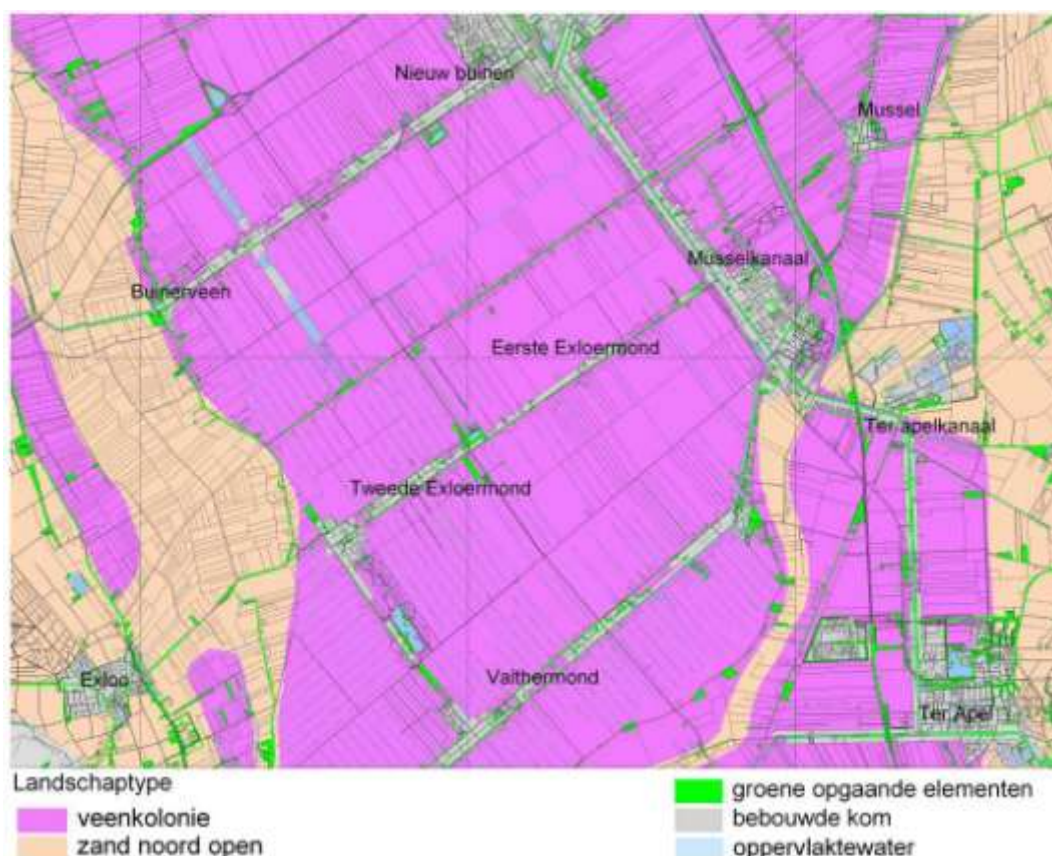 Nieuw buinen
Mussel
Musselkanaal
Buinerveen
Eerste Exloermond
Ter apelkanaal
Tweede Exloermond
Valthermond
Exloo
Ter Apel
Landschaptype
veenkolonie
zand noord open
groene opgaande elementen
bebouwde kom
oppervlaktewater